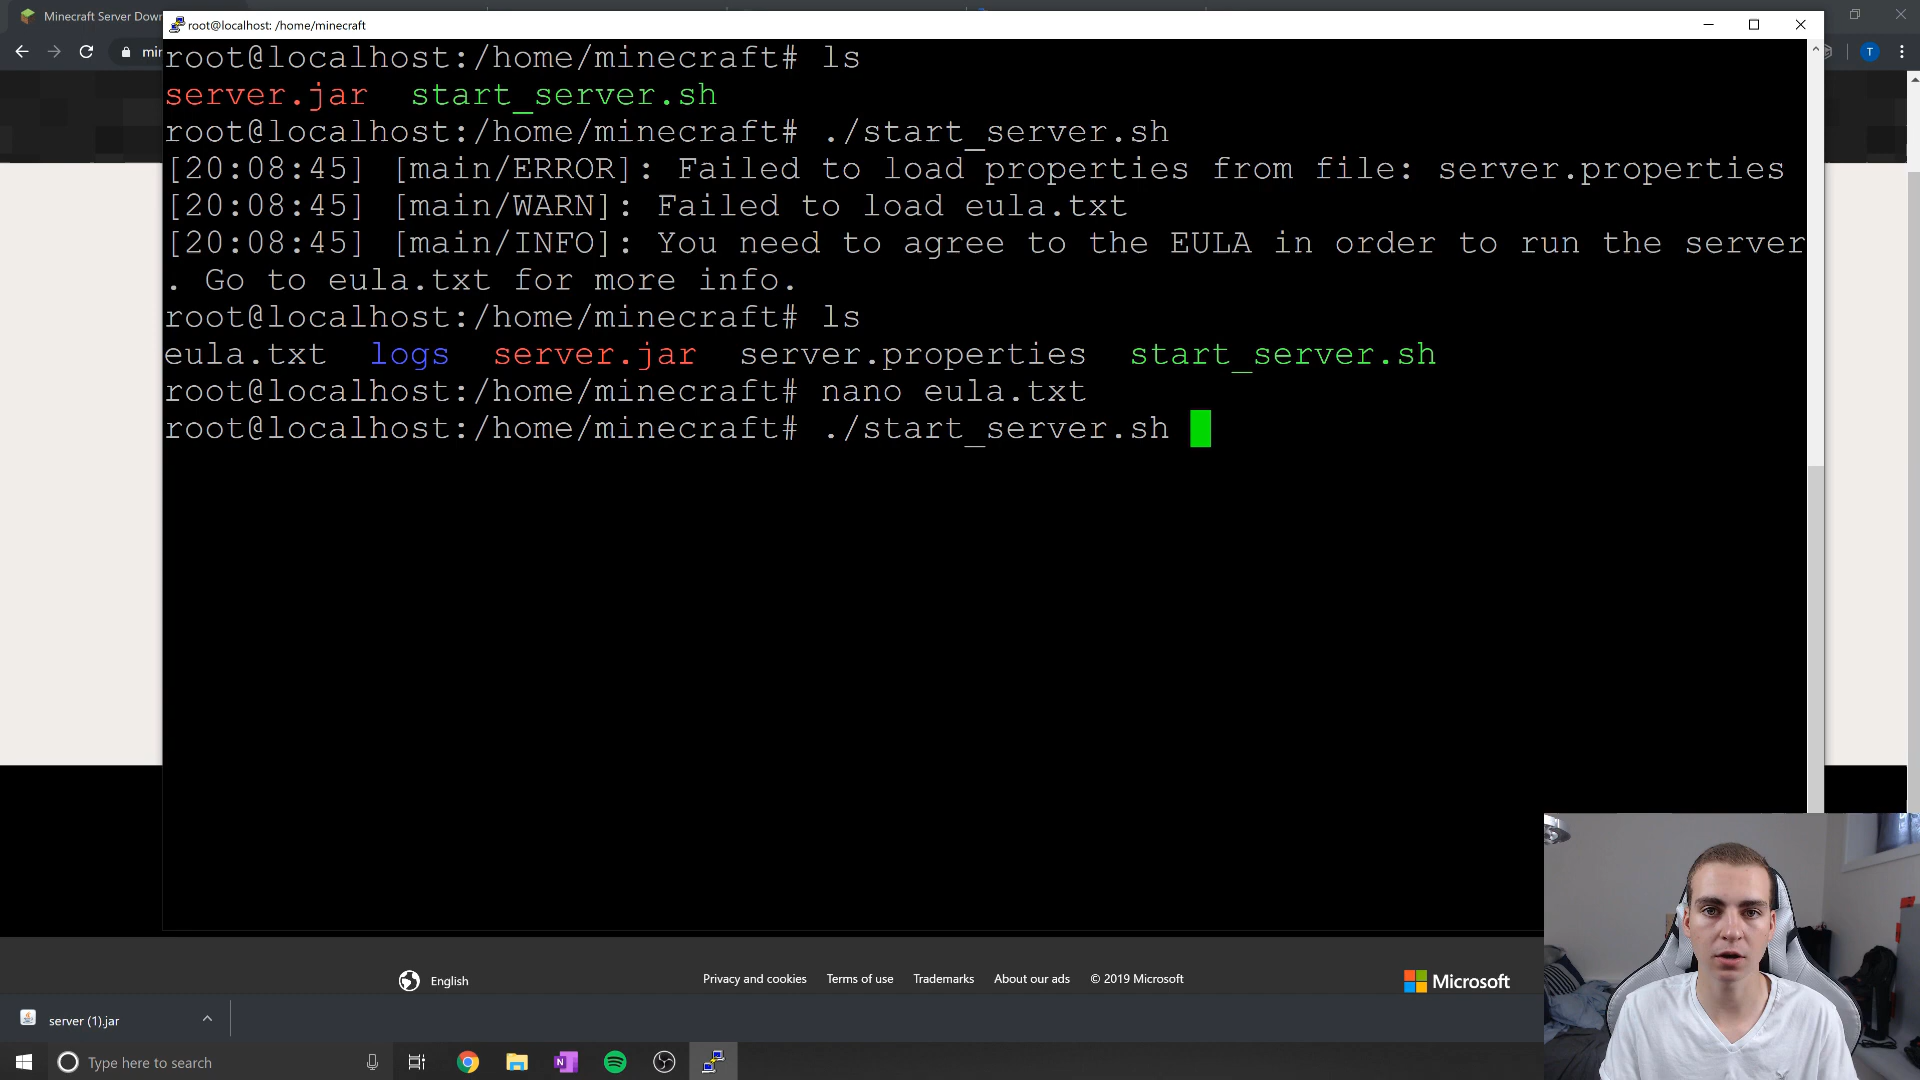 Minecraft Server Down
root@localhost: /home/minecraft
min
T
root@localhost:/home/minecraft# ls
server.jar  start_server.sh
root@localhost:/home/minecraft# ./start_server.sh
[20:08:45] [main/ERROR]: Failed to load properties from file: server.properties
[20:08:45] [main/WARN]: Failed to load eula.txt
[20:08:45] [main/INFO]: You need to agree to the EULA in order to run the server
. Go to eula.txt for more info.
root@localhost:/home/minecraft# ls
eula.txt  logs  server.jar  server.properties  start_server.sh
root@localhost:/home/minecraft# nano eula.txt
root@localhost:/home/minecraft# ./start_server.sh
English
Privacy and cookies  Terms of use  Trademarks  About our ads  © 2019 Microsoft
Microsoft
server (1).jar
Type here to search